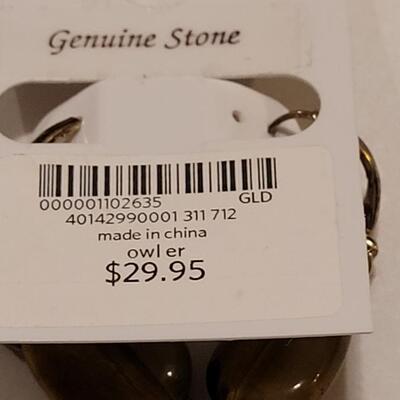 Genuine Stone
000001102635 GLD
40142990001 311 712
made in china
owl er
$29.95